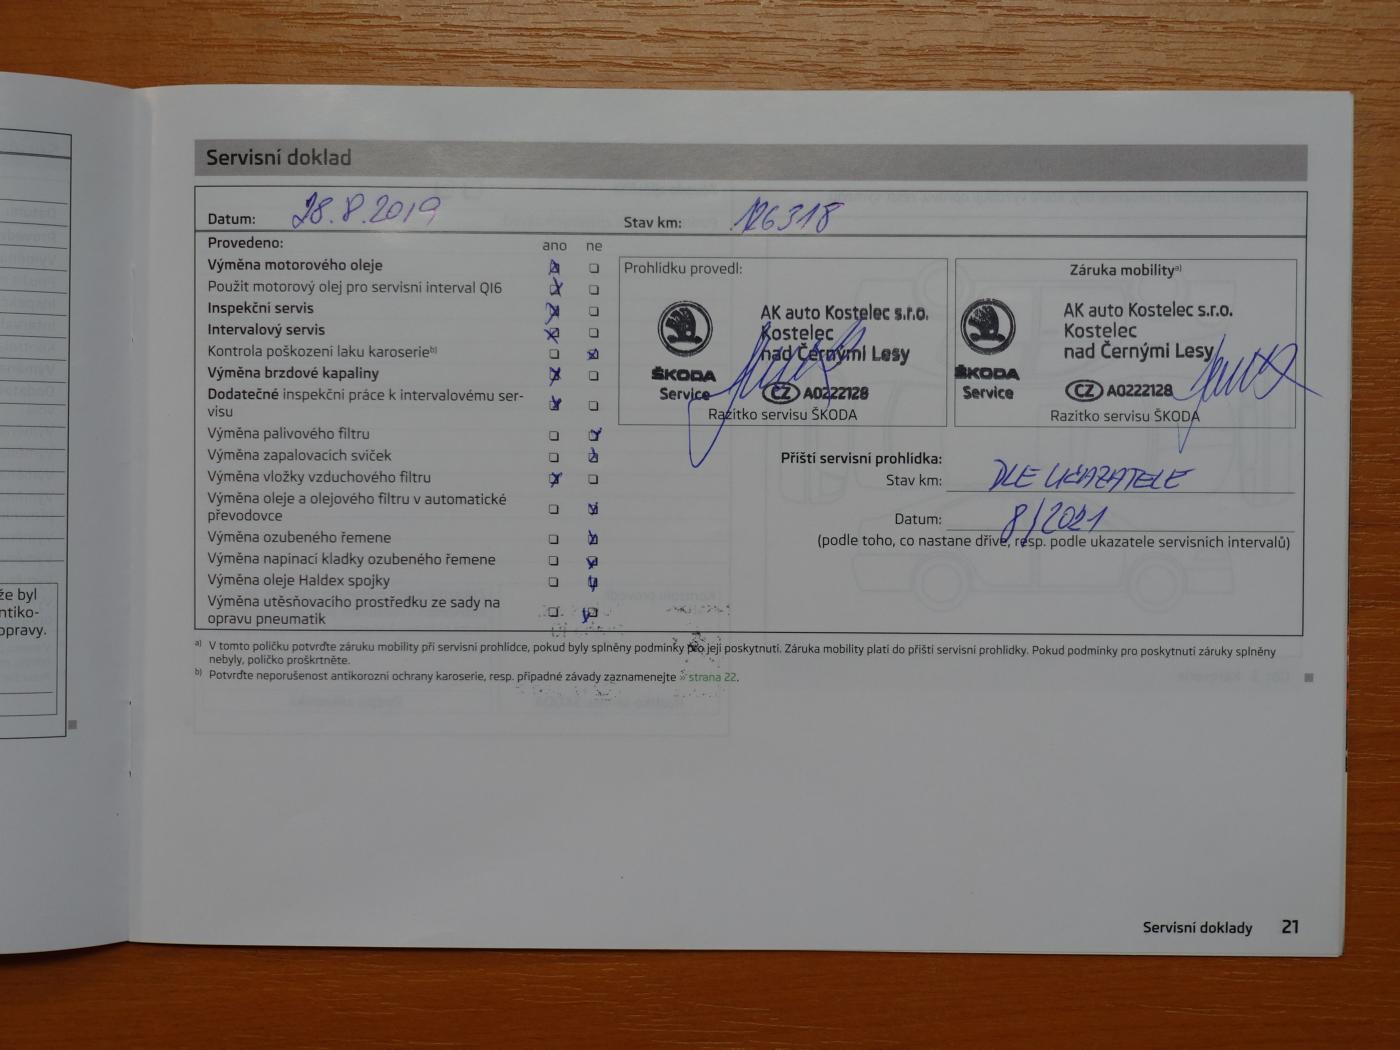 Servisní doklad
Datum: 28.8.2019
Stav km: 126318
Provedeno: ano ne
Výměna motorového oleje
Použit motorový olej pro servisní interval QI6
Inspekční servis
Intervalový servis
Kontrola poškození laku karoserieb)
Výměna brzdové kapaliny
Dodatečné inspekční práce k intervalovému ser-
visu
Výměna palivového filtru
Výměna zapalovacích svíček
Výměna vložky vzduchového filtru
Výměna oleje a olejového filtru v automatické
převodovce
Výměna ozubeného řemene
Výměna napínací kladky ozubeného řemene
Výměna oleje Haldex spojky
Výměna utěsňovacího prostředku ze sady na
opravu pneumatik
Prohlídku provedl:
AK auto Kostelec s.r.o.
Kostelec
nad Černými Lesy
ŠKODA
Service
CZ A0222128
Razítko servisu ŠKODA
Záruka mobilitya)
AK auto Kostelec s.r.o.
Kostelec
nad Černými Lesy
ŠKODA
Service
CZ A0222128
Razítko servisu ŠKODA
Příští servisní prohlídka:
Stav km: DLE UKAZATELE
Datum: 8/2021
(podle toho, co nastane dříve, resp. podle ukazatele servisních intervalů)
a) V tomto políčku potvrďte záruku mobility při servisní prohlídce, pokud byly splněny podmínky pro její poskytnutí. Záruka mobility platí do příští servisní prohlídky. Pokud podmínky pro poskytnutí záruky splněny
nebyly, políčko proškrtněte.
b) Potvrďte neporušenost antikorozní ochrany karoserie, resp. případné závady zaznamenejte » strana 22.
že byl
ntiko-
opravy.
Servisní doklady 21